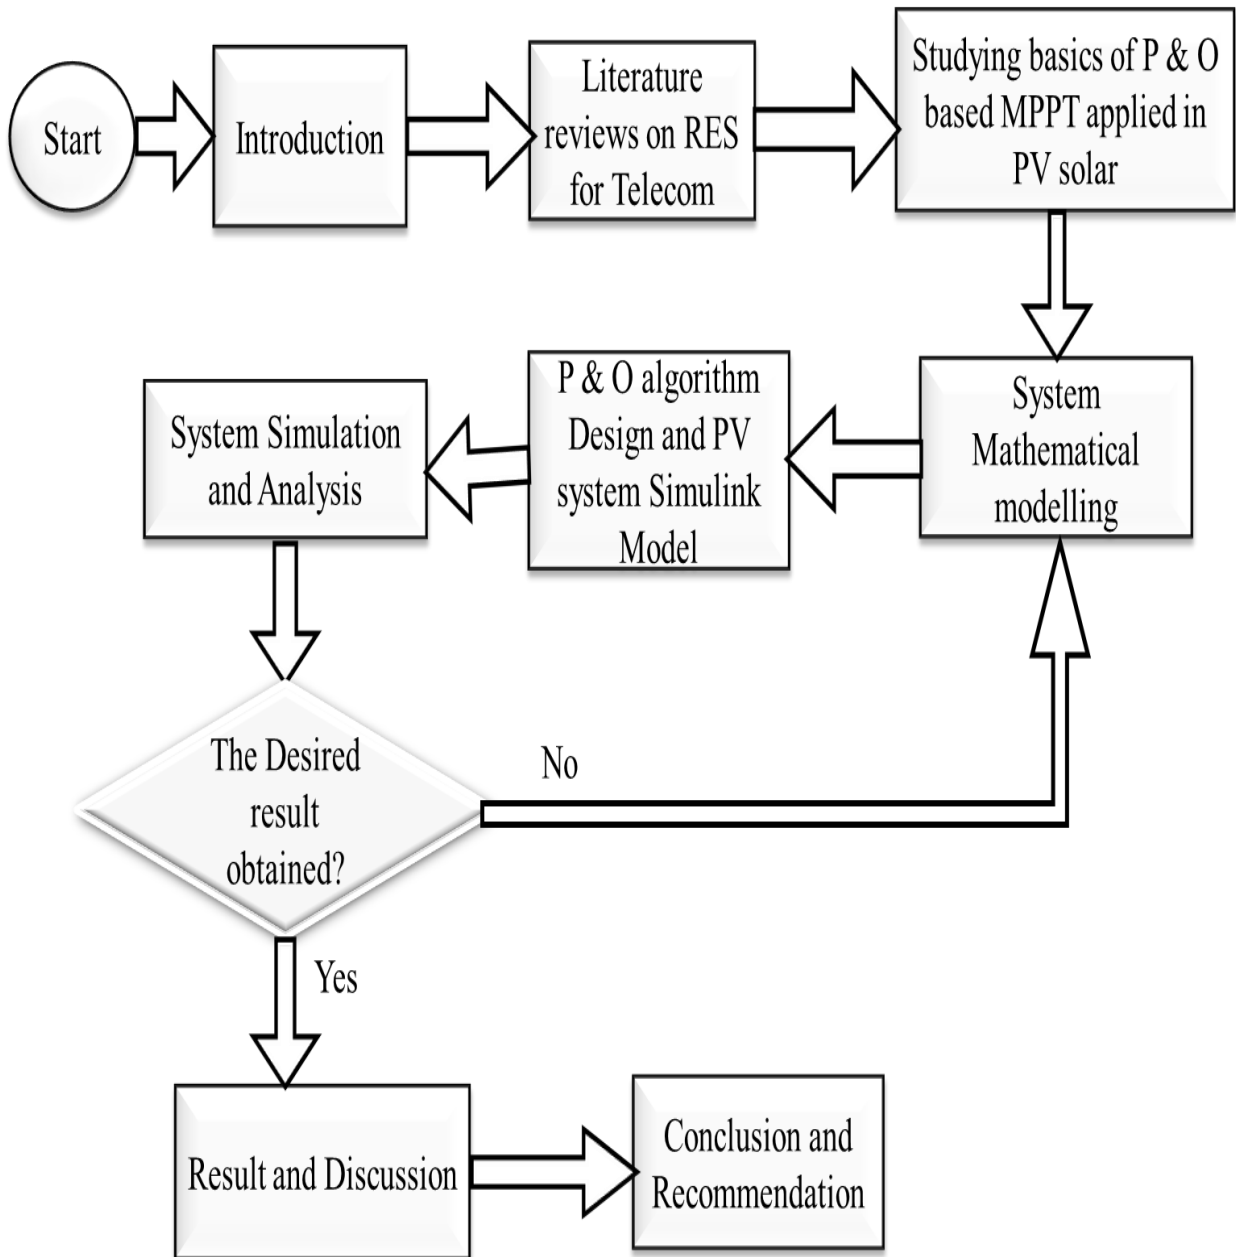 Start
Introduction
Literature
reviews on RES
for Telecom
Studying basics of P & O
based MPPT applied in
PV solar
System
Mathematical
modelling
P & O algorithm
Design and PV
system Simulink
Model
System Simulation
and Analysis
The Desired
result
obtained?
No
Yes
Result and Discussion
Conclusion and
Recommendation